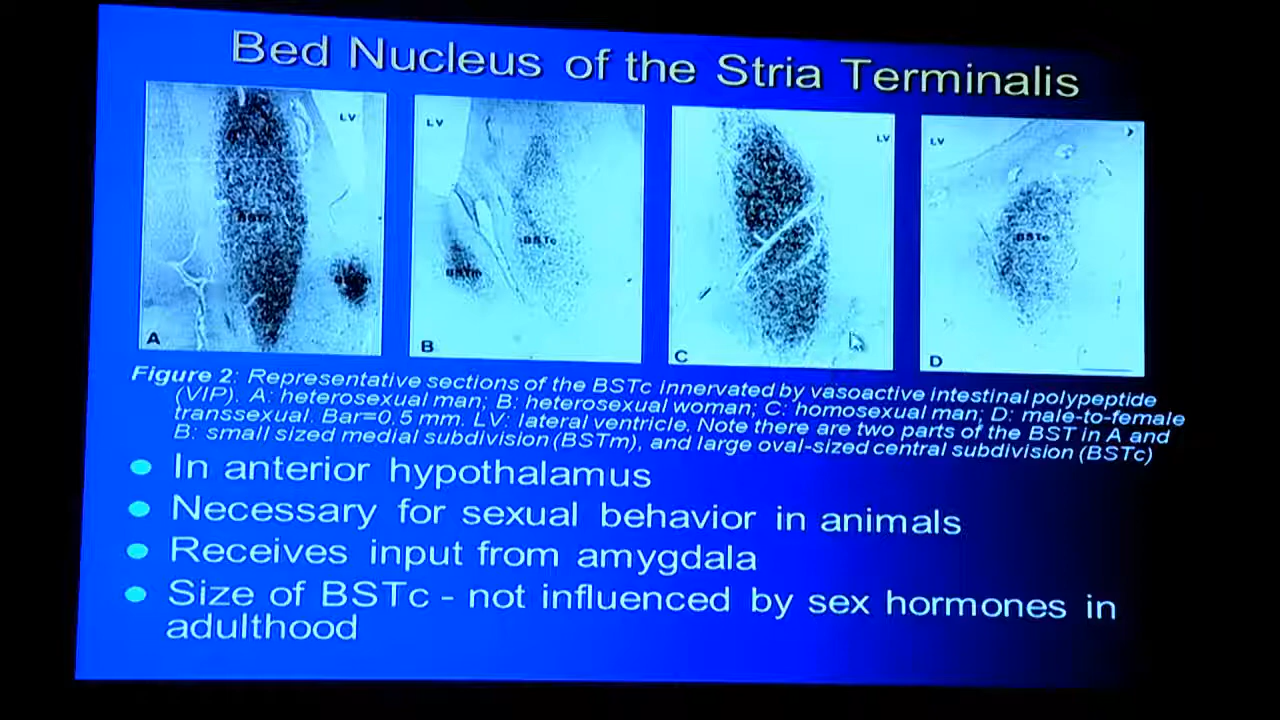 Bed Nucleus of the Stria Terminalis
LV
LV
LV
LV
BSTc
BSTm
BSTc
BSTc
A
B
C
D
Figure 2: Representative sections of the BSTc innervated by vasoactive intestinal polypeptide
(VIP). A: heterosexual man; B: heterosexual woman; C: homosexual man; D: male-to-female
transsexual. Bar=0.5 mm. LV: lateral ventricle. Note there are two parts of the BST in A and
B: small sized medial subdivision (BSTm), and large oval-sized central subdivision (BSTc)
In anterior hypothalamus
Necessary for sexual behavior in animals
Receives input from amygdala
Size of BSTc - not influenced by sex hormones in
adulthood